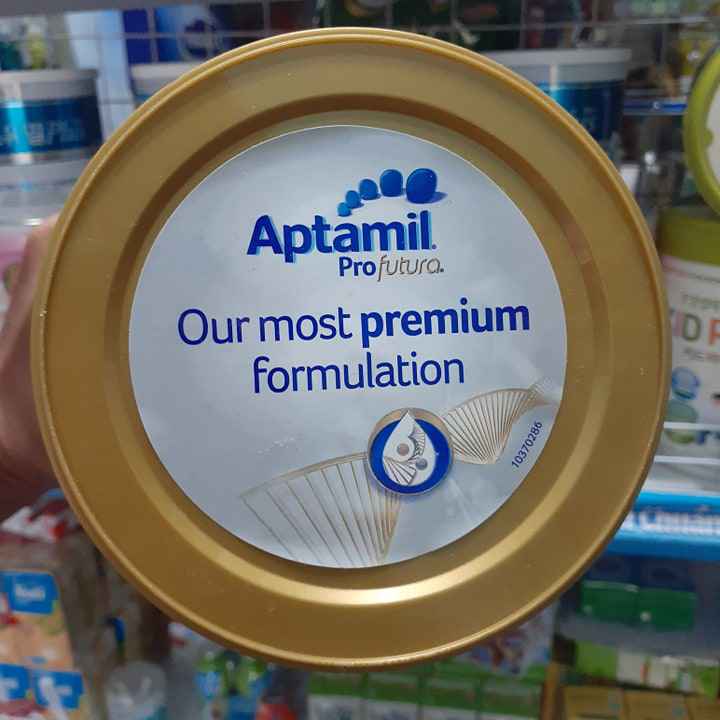 Aptamil
Profutura.
Our most premium
formulation
10370286